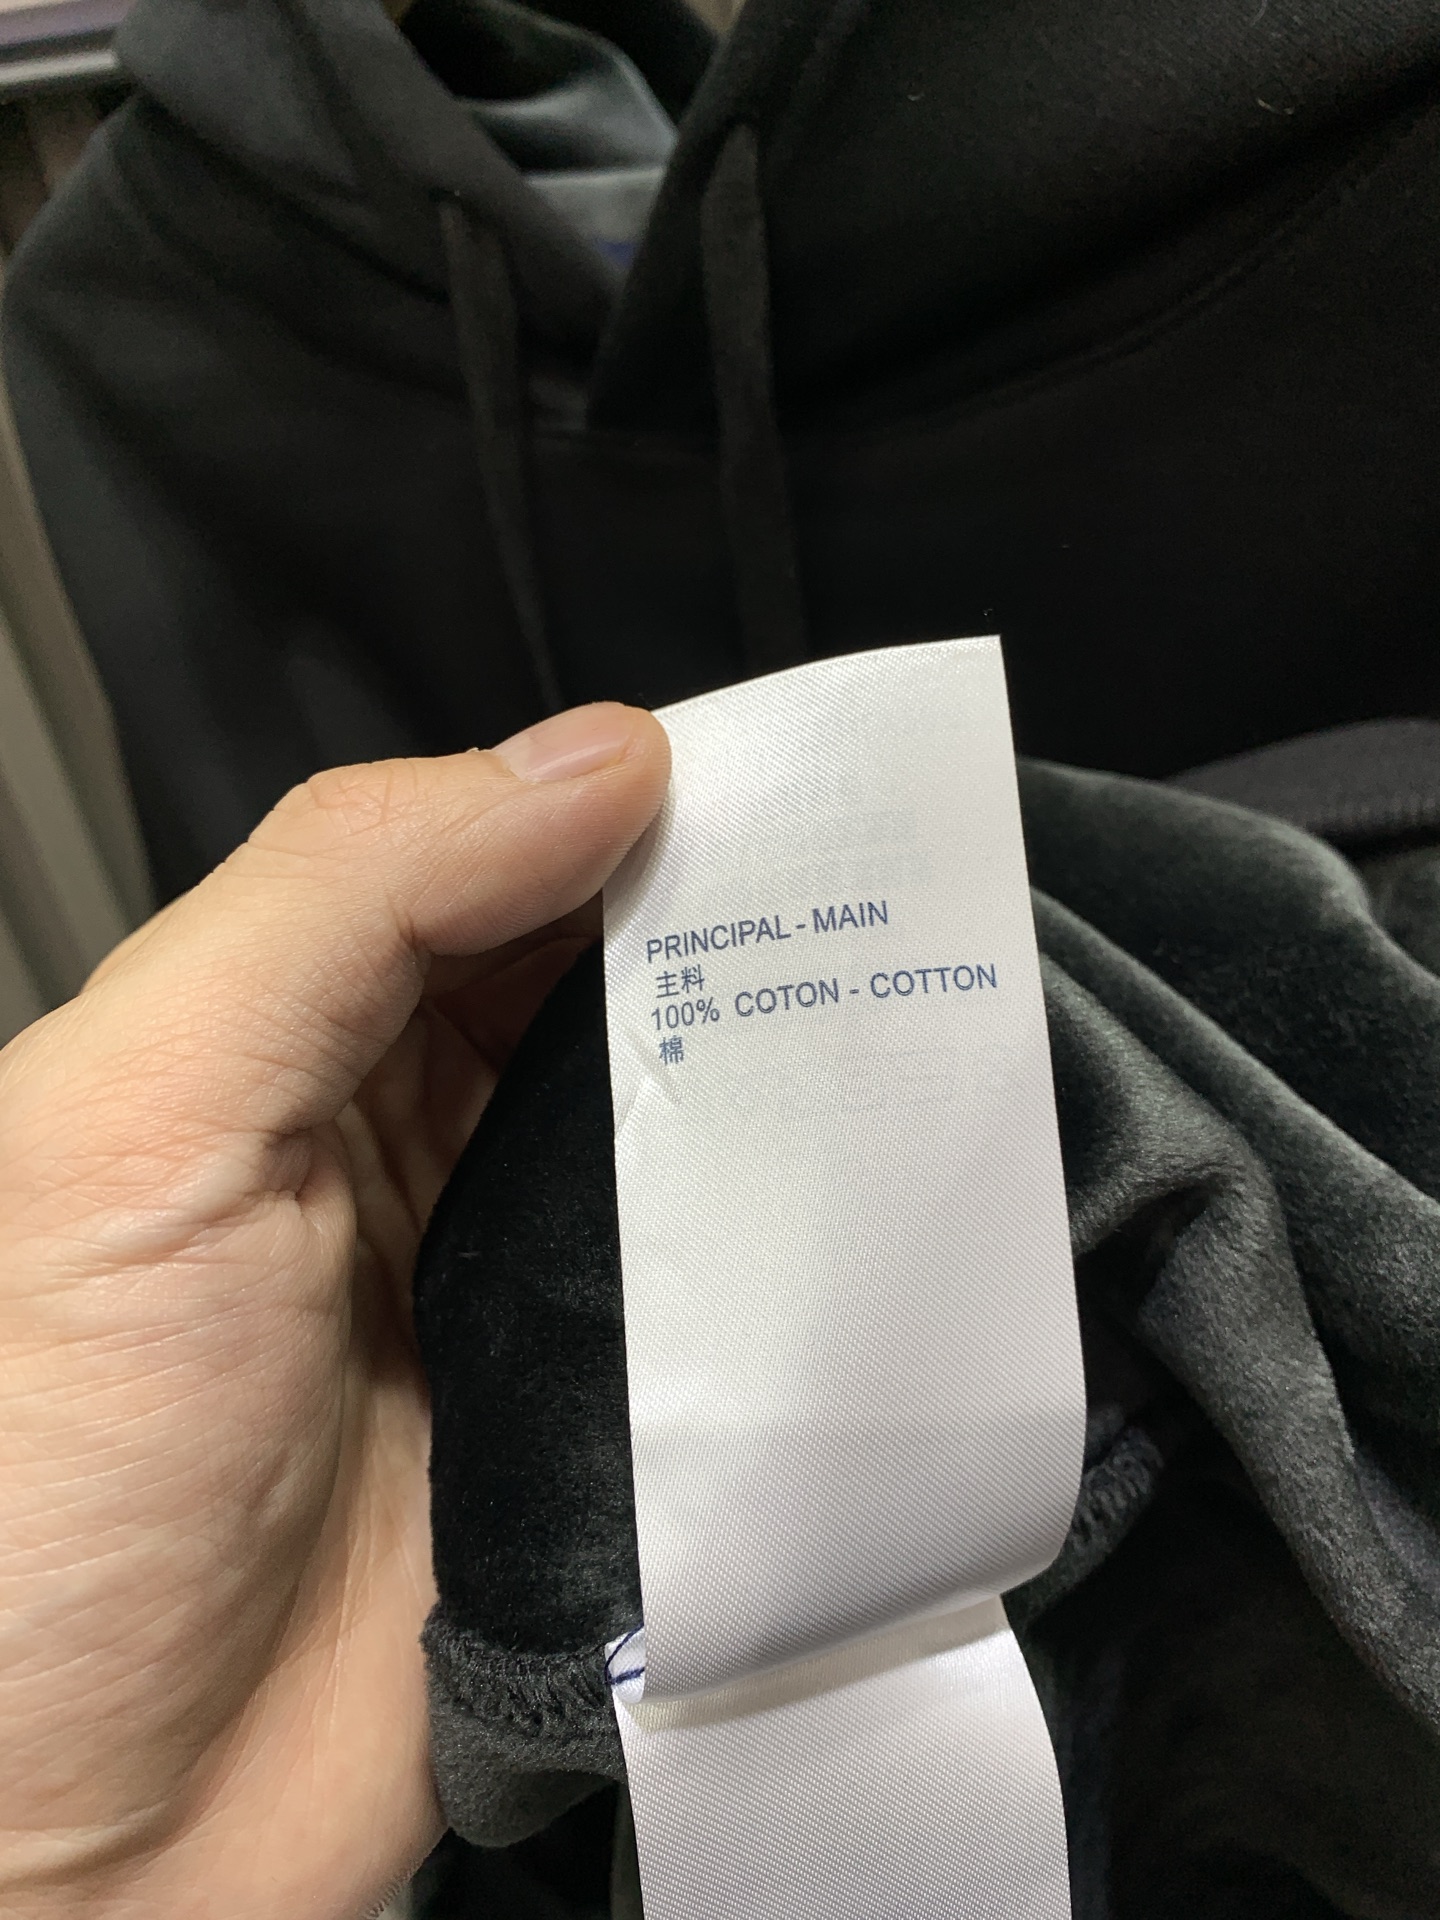 PRINCIPAL - MAIN
主料
100% COTON - COTTON
棉